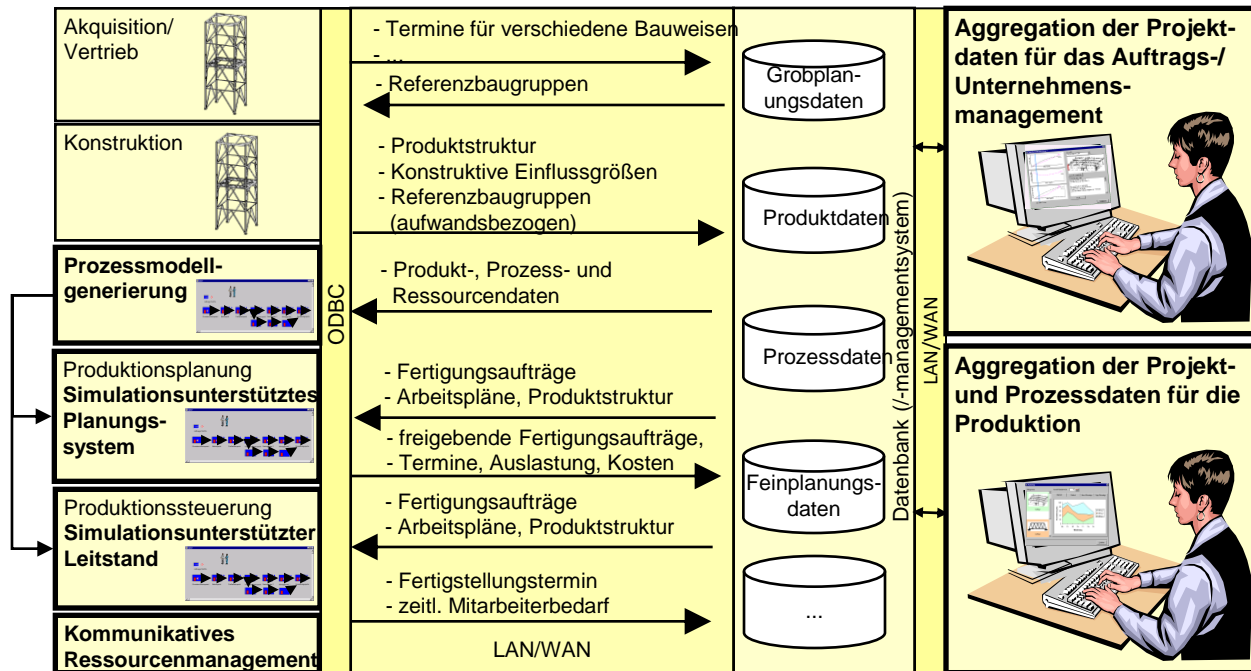 Akquisition/
Vertrieb
Konstruktion
Prozessmodell-
generierung
Produktionsplanung
Simulationsunterstütztes
Planungs-
system
Produktionssteuerung
Simulationsunterstützter
Leitstand
Kommunikatives
Ressourcenmanagement
ODBC
- Termine für verschiedene Bauweisen
- ...
- Referenzbaugruppen
- Produktstruktur
- Konstruktive Einflussgrößen
- Referenzbaugruppen
(aufwandsbezogen)
- Produkt-, Prozess- und
Ressourcendaten
- Fertigungsaufträge
- Arbeitspläne, Produktstruktur
- freigebende Fertigungsaufträge,
- Termine, Auslastung, Kosten
- Fertigungsaufträge
- Arbeitspläne, Produktstruktur
- Fertigstellungstermin
- zeitl. Mitarbeiterbedarf
LAN/WAN
Grobplan-
ungsdaten
Produktdaten
Prozessdaten
Feinplanungs-
daten
...
Datenbank (/-managementsystem)
LAN/WAN
Aggregation der Projekt-
daten für das Auftrags-/
Unternehmens-
management
Aggregation der Projekt-
und Prozessdaten für die
Produktion